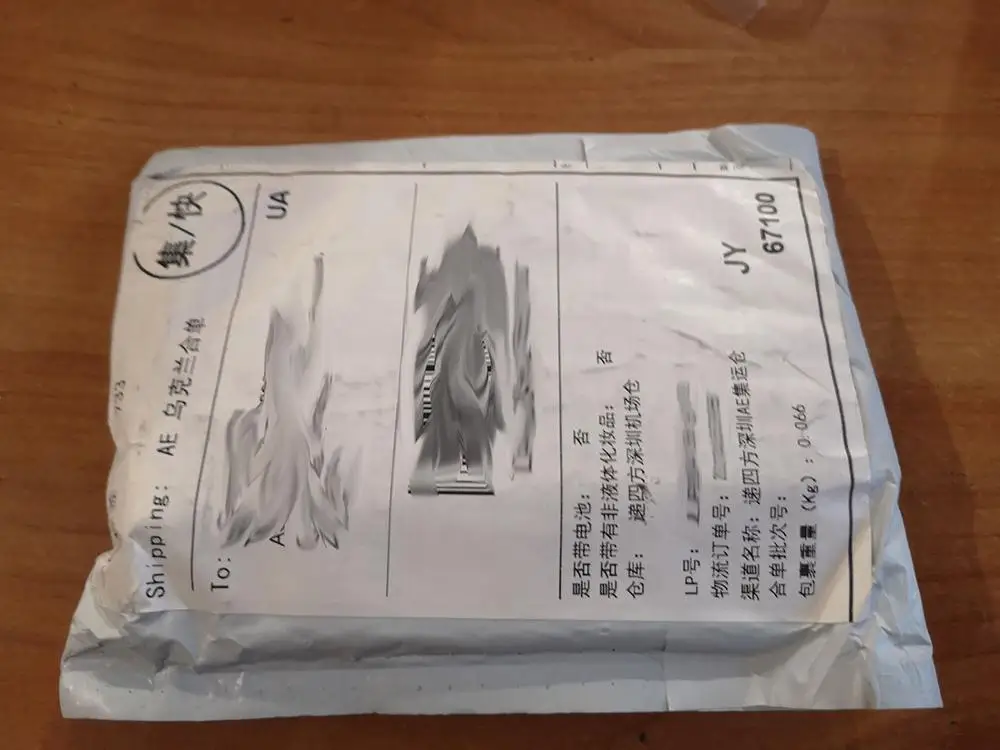 Shipping: AE 乌克兰合单 集/快
To: UA
是否带电池: 否
是否带有非液体化妆品: 否
仓库: 递四方深圳机场仓
LP号:
物流订单号:
JY
渠道名称: 递四方深圳AE集运仓
67100
合单批次号:
包裹重量 (Kg) : 0.066